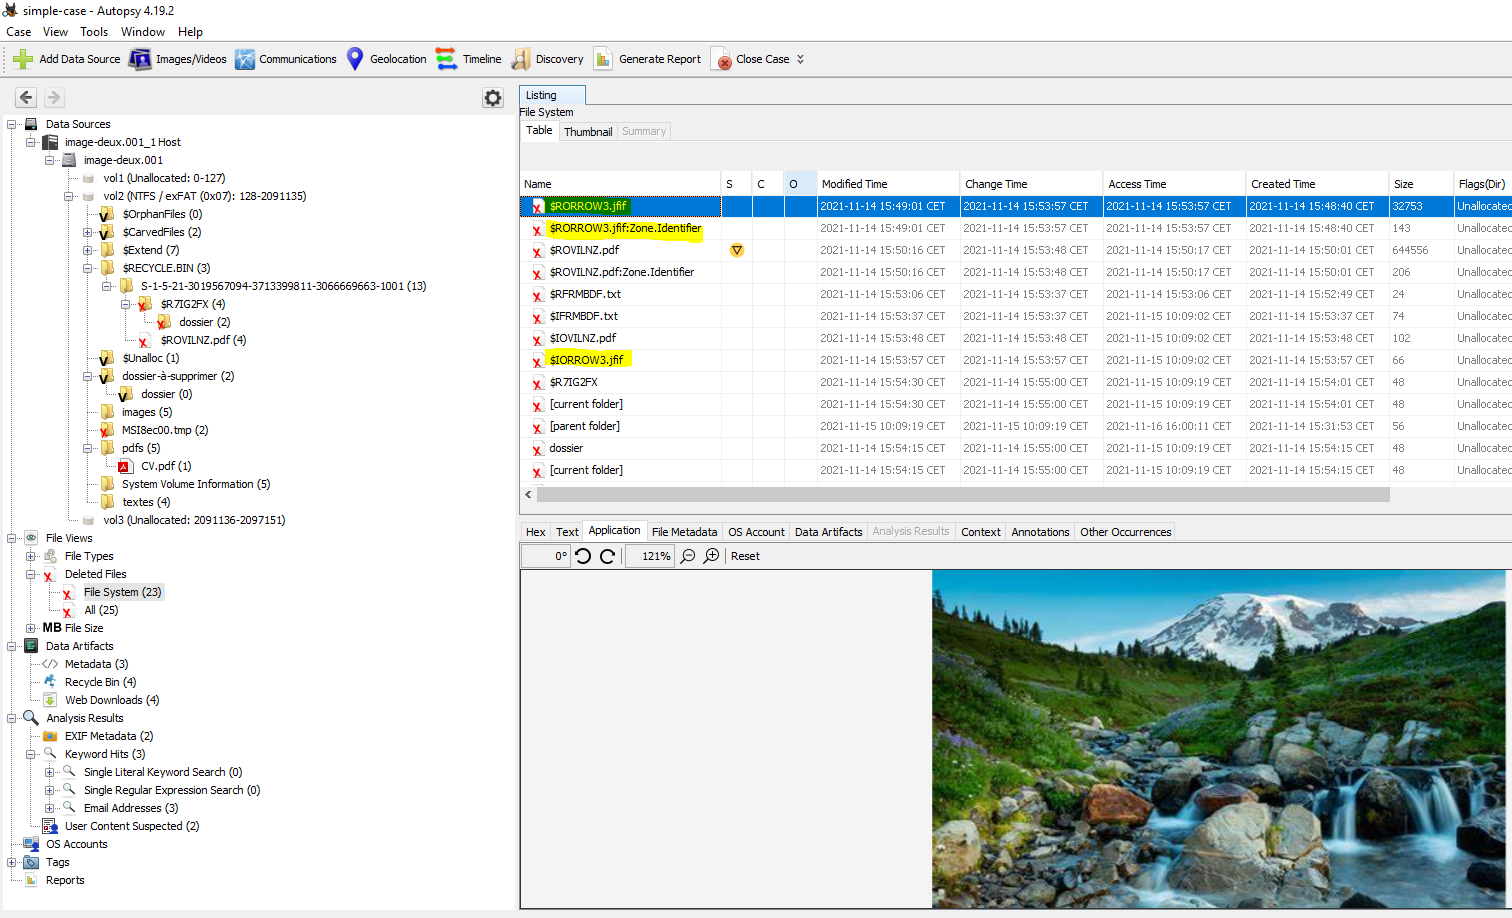 simple-case - Autopsy 4.19.2
Case View Tools Window Help
Add Data Source Images/Videos Communications Geolocation Timeline Discovery Generate Report Close Case
Data Sources
image-deux.001_1 Host
image-deux.001
vol1 (Unallocated: 0-127)
vol2 (NTFS / exFAT (0x07): 128-2091135)
$OrphanFiles (0)
$CarvedFiles (2)
$Extend (7)
$RECYCLE.BIN (3)
S-1-5-21-3019567094-3713399811-3066669663-1001 (13)
$R7IG2FX (4)
dossier (2)
$ROVILNZ.pdf (4)
$Unalloc (1)
dossier-à-supprimer (2)
dossier (0)
images (5)
MSI8ec00.tmp (2)
pdfs (5)
CV.pdf (1)
System Volume Information (5)
textes (4)
vol3 (Unallocated: 2091136-2097151)
File Views
File Types
Deleted Files
File System (23)
All (25)
MB File Size
Data Artifacts
Metadata (3)
Recycle Bin (4)
Web Downloads (4)
Analysis Results
EXIF Metadata (2)
Keyword Hits (3)
Single Literal Keyword Search (0)
Single Regular Expression Search (0)
Email Addresses (3)
User Content Suspected (2)
OS Accounts
Tags
Reports
Listing
File System
Table Thumbnail Summary
Name S C O Modified Time Change Time Access Time Created Time Size Flags(Dir)
$RORROW3.jfif 2021-11-14 15:49:01 CET 2021-11-14 15:53:57 CET 2021-11-14 15:53:57 CET 2021-11-14 15:48:40 CET 32753 Unallocated
$RORROW3.jfif:Zone.Identifier 2021-11-14 15:49:01 CET 2021-11-14 15:53:57 CET 2021-11-14 15:53:57 CET 2021-11-14 15:48:40 CET 143 Unallocated
$ROVILNZ.pdf 2021-11-14 15:50:16 CET 2021-11-14 15:53:48 CET 2021-11-14 15:50:17 CET 2021-11-14 15:50:01 CET 644556 Unallocated
$ROVILNZ.pdf:Zone.Identifier 2021-11-14 15:50:16 CET 2021-11-14 15:53:48 CET 2021-11-14 15:50:17 CET 2021-11-14 15:50:01 CET 206 Unallocated
$RFRMBDF.txt 2021-11-14 15:53:06 CET 2021-11-14 15:53:37 CET 2021-11-14 15:53:06 CET 2021-11-14 15:52:49 CET 24 Unallocated
$IFRMBDF.txt 2021-11-14 15:53:37 CET 2021-11-14 15:53:37 CET 2021-11-15 10:09:02 CET 2021-11-14 15:53:37 CET 74 Unallocated
$IOVILNZ.pdf 2021-11-14 15:53:48 CET 2021-11-14 15:53:48 CET 2021-11-15 10:09:02 CET 2021-11-14 15:53:48 CET 102 Unallocated
$IORROW3.jfif 2021-11-14 15:53:57 CET 2021-11-14 15:53:57 CET 2021-11-15 10:09:02 CET 2021-11-14 15:53:57 CET 66 Unallocated
$R7IG2FX 2021-11-14 15:54:30 CET 2021-11-14 15:55:00 CET 2021-11-15 10:09:19 CET 2021-11-14 15:54:01 CET 48 Unallocated
[current folder] 2021-11-14 15:54:30 CET 2021-11-14 15:55:00 CET 2021-11-15 10:09:19 CET 2021-11-14 15:54:01 CET 48 Unallocated
[parent folder] 2021-11-15 10:09:19 CET 2021-11-15 10:09:19 CET 2021-11-16 16:00:11 CET 2021-11-14 15:31:53 CET 56 Unallocated
dossier 2021-11-14 15:54:15 CET 2021-11-14 15:55:00 CET 2021-11-15 10:09:19 CET 2021-11-14 15:54:15 CET 48 Unallocated
[current folder] 2021-11-14 15:54:15 CET 2021-11-14 15:55:00 CET 2021-11-15 10:09:19 CET 2021-11-14 15:54:15 CET 48 Unallocated
Hex Text Application File Metadata OS Account Data Artifacts Analysis Results Context Annotations Other Occurrences
0° 121% Reset